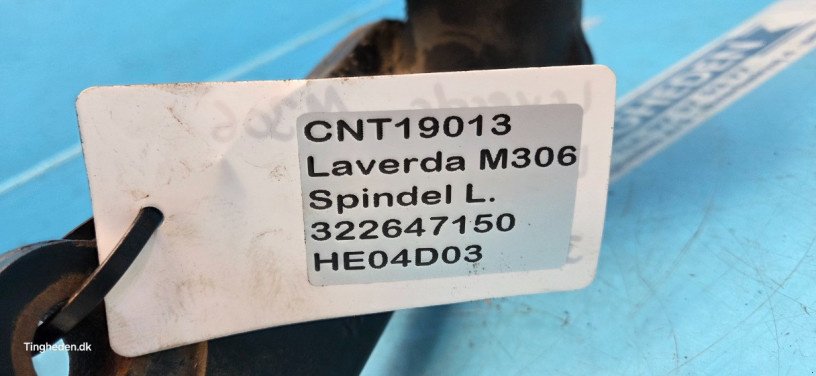 CNT19013
Laverda M306
Spindel L.
322647150
HE04D03
Tingheden.dk